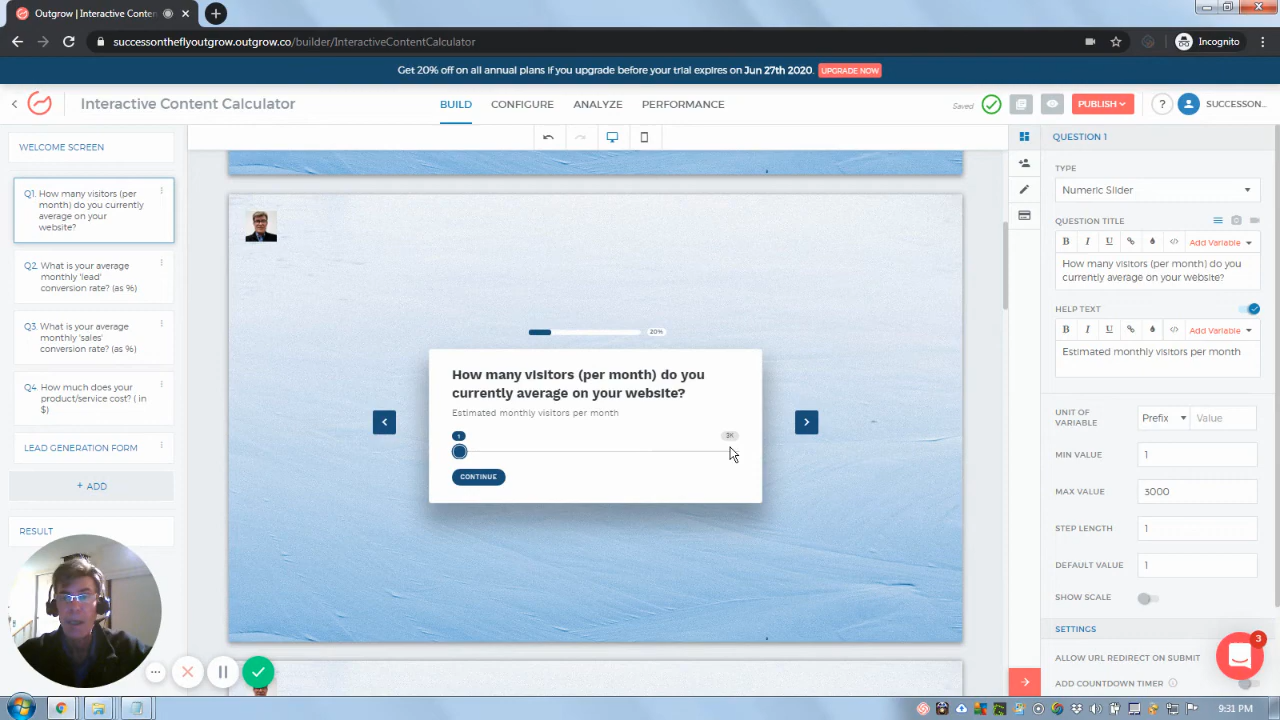 Outgrow | Interactive Con
successontheflyoutgrow.outgrow.co/builder/InteractiveContentCalculator
Incognito
Get 20% off on all annual plans if you upgrade before your trial expires on Jun 27th 2020. UPGRADE NOW
Interactive Content Calculator
BUILD
CONFIGURE
ANALYZE
PERFORMANCE
Saved
PUBLISH
?
SUCCESSON...
WELCOME SCREEN
Q1. How many visitors (per
month) do you currently
average on your
website?
Q2. What is your average
monthly 'lead'
conversion rate? (as %)
Q3. What is your average
monthly 'sales'
conversion rate? (as %)
Q4. How much does your
product/service cost? ( in
$)
LEAD GENERATION FORM
+ ADD
RESULT
20%
How many visitors (per month) do you
currently average on your website?
Estimated monthly visitors per month
1
3K
CONTINUE
QUESTION 1
TYPE
Numeric Slider
QUESTION TITLE
B I U Add Variable
How many visitors (per month) do you
currently average on your website?
HELP TEXT
B I U Add Variable
Estimated monthly visitors per month
UNIT OF
VARIABLE
Prefix
Value
MIN VALUE
1
MAX VALUE
3000
STEP LENGTH
1
DEFAULT VALUE
1
SHOW SCALE
SETTINGS
ALLOW URL REDIRECT ON SUBMIT
ADD COUNTDOWN TIMER
3
9:31 PM